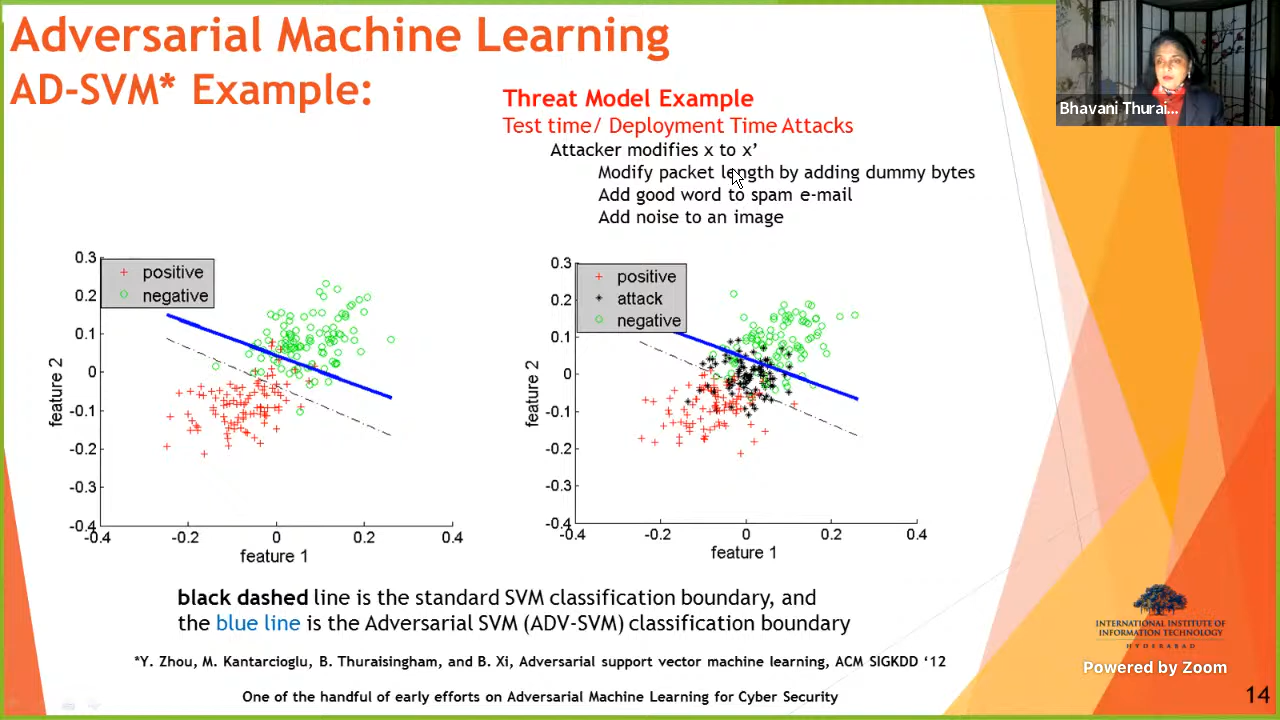 Adversarial Machine Learning
AD-SVM* Example:
Threat Model Example
Test time/ Deployment Time Attacks
Attacker modifies x to x’
Modify packet length by adding dummy bytes
Add good word to spam e-mail
Add noise to an image
Bhavani Thurai...
positive
negative
0.3
0.2
0.1
0
-0.1
-0.2
-0.3
-0.4
feature 2
-0.4 -0.2 0 0.2 0.4
feature 1
positive
attack
negative
0.3
0.2
0.1
0
-0.1
-0.2
-0.3
-0.4
feature 2
-0.4 -0.2 0 0.2 0.4
feature 1
black dashed line is the standard SVM classification boundary, and
the blue line is the Adversarial SVM (ADV-SVM) classification boundary
*Y. Zhou, M. Kantarcioglu, B. Thuraisingham, and B. Xi, Adversarial support vector machine learning, ACM SIGKDD ‘12
One of the handful of early efforts on Adversarial Machine Learning for Cyber Security
INTERNATIONAL INSTITUTE OF
INFORMATION TECHNOLOGY
HYDERABAD
Powered by Zoom
14